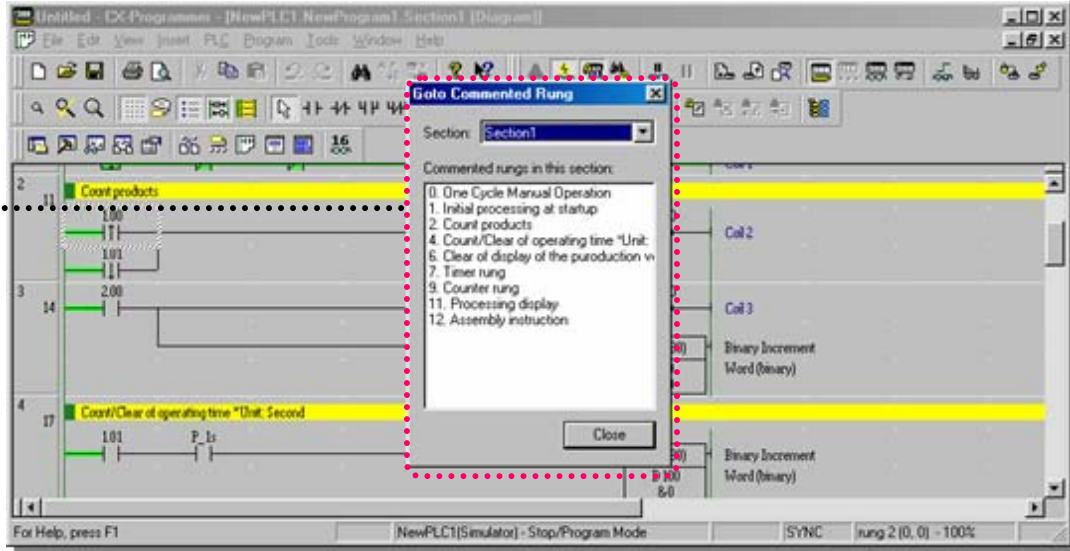 Untitled - CX-Programmer - [NewPLC1.NewProgram1.Section1 [Diagram]]
File Edit View Insert PLC Program Tools Window Help
16
Goto Commented Rung
Section: Section1
Commented rungs in this section:
0. One Cycle Manual Operation
1. Initial processing at startup
2. Count products
4. Count/Clear of operating time "Unit:
6. Clear of display of the puroduction v
7. Timer rung
9. Counter rung
11. Processing display
12. Assembly instruction
Close
2
11
Count products
1.00
Coil 2
1.01
3
14
2.00
Coil 3
Binary Increment
Word (binary)
4
17
Count/Clear of operating time "Unit: Second
1.01 P_1s
Binary Increment
D100 Word (binary)
&0
For Help, press F1 NewPLC1(Simulator) - Stop/Program Mode SYNC rung 2 (0, 0) - 100%